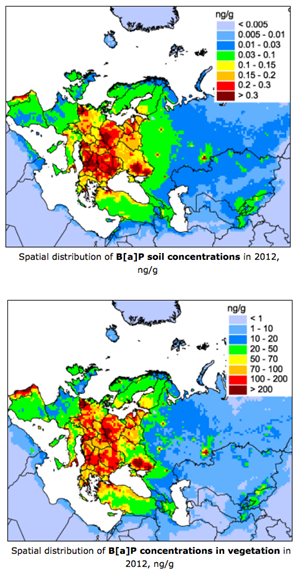 ng/g
< 0.005
0.005 - 0.01
0.01 - 0.03
0.03 - 0.1
0.1 - 0.15
0.15 - 0.2
0.2 - 0.3
> 0.3
Spatial distribution of B[a]P soil concentrations in 2012,
ng/g
ng/g
< 1
1 - 10
10 - 20
20 - 50
50 - 70
70 - 100
100 - 200
> 200
Spatial distribution of B[a]P concentrations in vegetation in
2012, ng/g